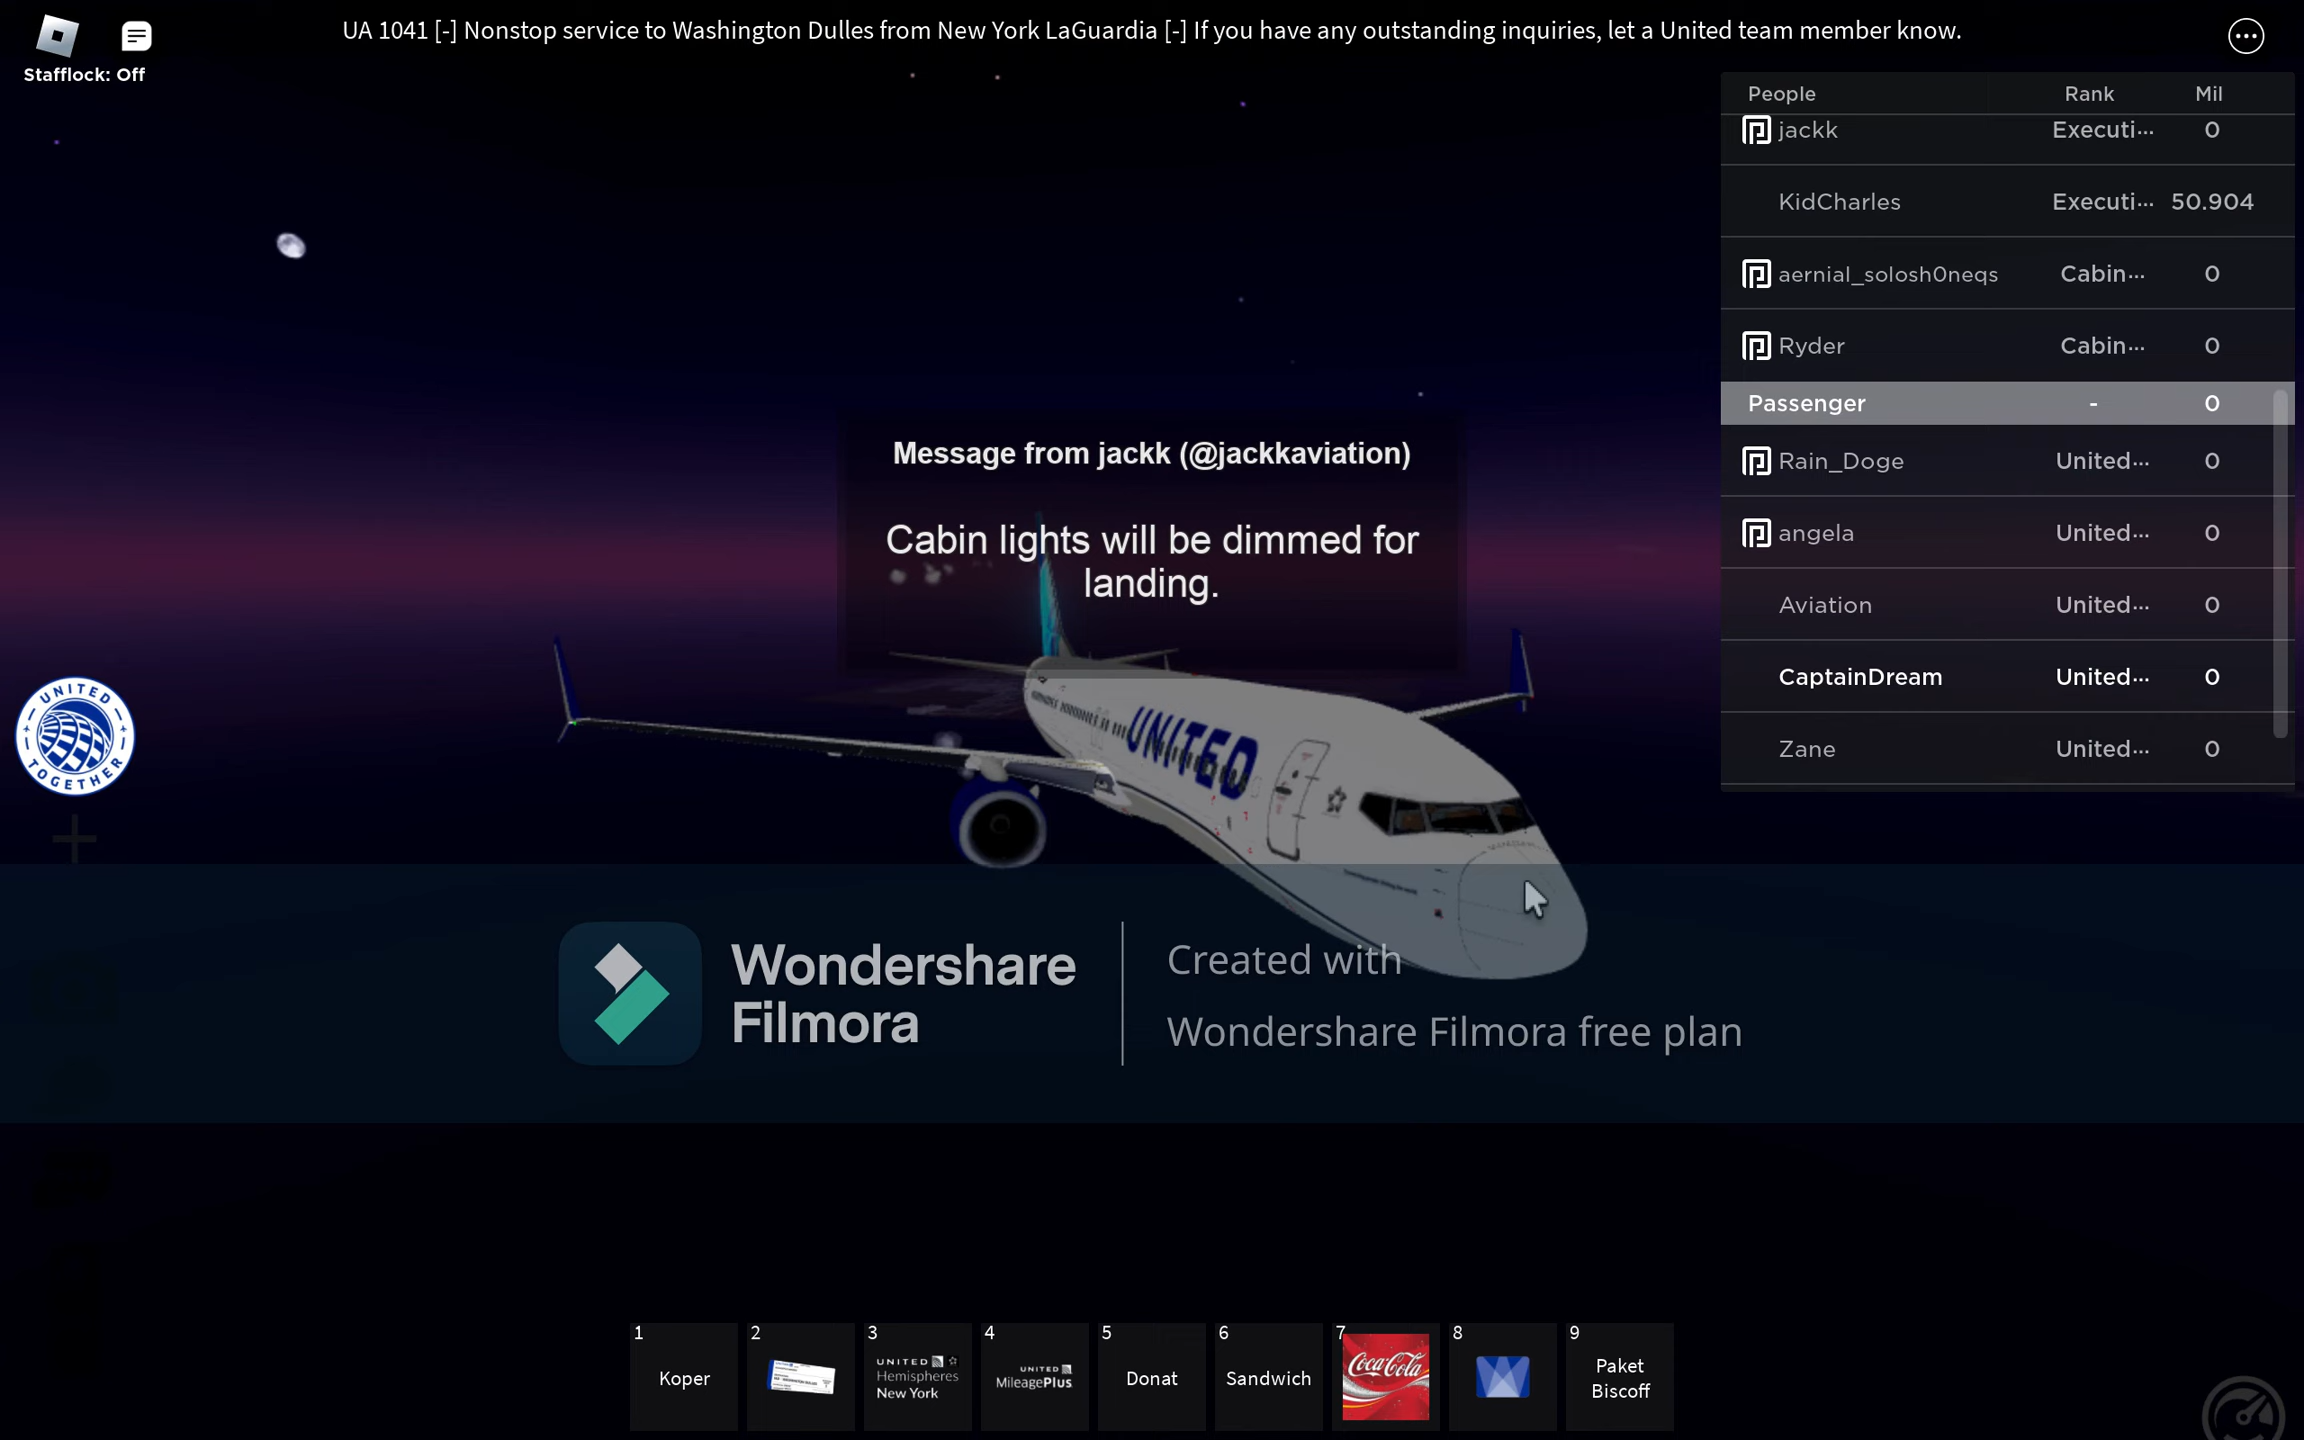 UA 1041 [-] Nonstop service to Washington Dulles from New York LaGuardia [-] If you have any outstanding inquiries, let a United team member know.
Stafflock: Off
People Rank Mil
jackk Executi... 0
KidCharles Executi... 50.904
aernial_solosh0neqs Cabin... 0
Ryder Cabin... 0
Passenger - 0
Rain_Doge United... 0
angela United... 0
Aviation United... 0
CaptainDream United... 0
Zane United... 0
Message from jackk (@jackkaviation)
Cabin lights will be dimmed for
landing.
UNITED
UNITED
TOGETHER
Wondershare
Filmora
Created with
Wondershare Filmora free plan
1
Koper
2
3
UNITED
Hemispheres
New York
4
UNITED
MileagePlus
5
Donat
6
Sandwich
7
Coca-Cola
8
9
Paket
Biscoff